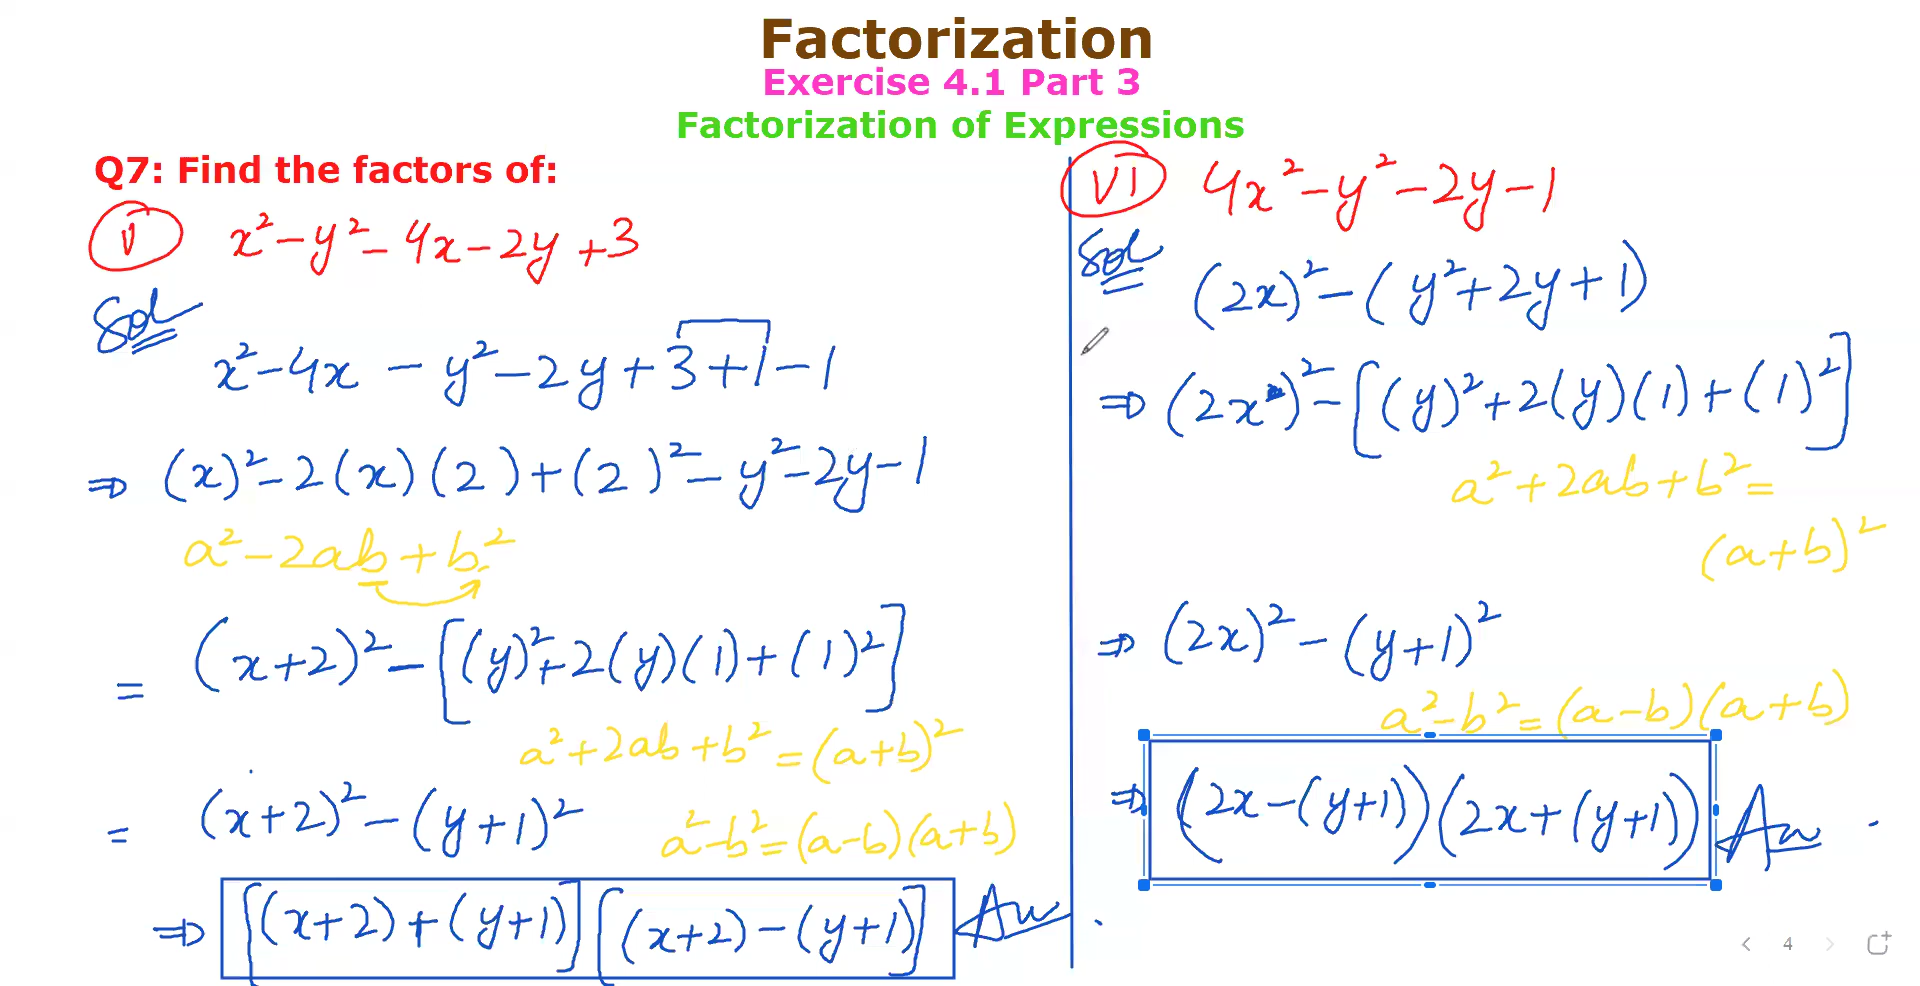 Factorization
Exercise 4.1 Part 3
Factorization of Expressions
Q7: Find the factors of:
V x² - y² - 4x - 2y + 3
Sol
x² - 4x - y² - 2y + 3 + 1 - 1
⇒ (x)² - 2(x)(2) + (2)² - y² - 2y - 1
a² - 2ab + b²
= (x+2)² - [(y)² + 2(y)(1) + (1)²]
a² + 2ab + b² = (a+b)²
= (x+2)² - (y+1)²
a² - b² = (a-b)(a+b)
⇒ [(x+2) + (y+1)] [(x+2) - (y+1)] Ans.
VI 4x² - y² - 2y - 1
Sol
(2x)² - (y² + 2y + 1)
⇒ (2x)² - [(y)² + 2(y)(1) + (1)²]
a² + 2ab + b² =
(a+b)²
⇒ (2x)² - (y+1)²
a² - b² = (a-b)(a+b)
⇒ (2x - (y+1)) (2x + (y+1)) Ans.
4